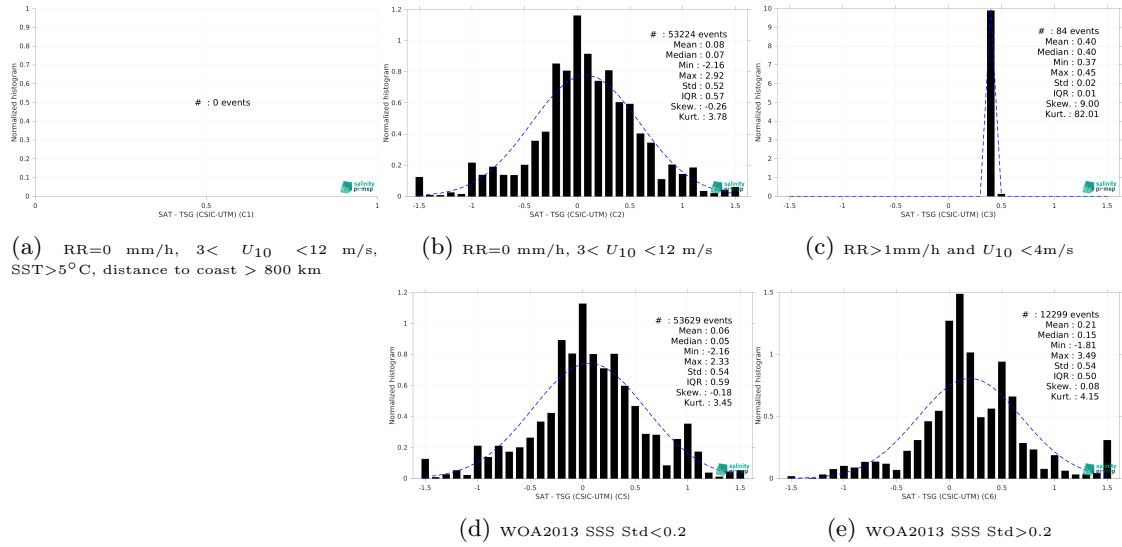 1
0.9
0.8
0.7
0.6
0.5
0.4
0.3
0.2
0.1
0
Normalized histogram
# : 0 events
salinity
pi-mep
0 0.5 1
SAT - TSG (CSIC-UTM) (C1)
(a) RR=0 mm/h, 3< U10 <12 m/s,
SST>5°C, distance to coast > 800 km
1.2
1
0.8
0.6
0.4
0.2
0
Normalized histogram
# : 53224 events
Mean : 0.08
Median : 0.07
Min : -2.16
Max : 2.92
Std : 0.52
IQR : 0.57
Skew. : -0.26
Kurt. : 3.78
salinity
pi-mep
-1.5 -1 -0.5 0 0.5 1 1.5
SAT - TSG (CSIC-UTM) (C2)
(b) RR=0 mm/h, 3< U10 <12 m/s
10
9
8
7
6
5
4
3
2
1
0
Normalized histogram
# : 84 events
Mean : 0.40
Median : 0.40
Min : 0.37
Max : 0.45
Std : 0.02
IQR : 0.01
Skew. : 9.00
Kurt. : 82.01
salinity
pi-mep
-1.5 -1 -0.5 0 0.5 1 1.5
SAT - TSG (CSIC-UTM) (C3)
(c) RR>1mm/h and U10 <4m/s
1.2
1
0.8
0.6
0.4
0.2
0
Normalized histogram
# : 53629 events
Mean : 0.06
Median : 0.05
Min : -2.16
Max : 2.33
Std : 0.54
IQR : 0.59
Skew. : -0.18
Kurt. : 3.45
salinity
pi-mep
-1.5 -1 -0.5 0 0.5 1 1.5
SAT - TSG (CSIC-UTM) (C5)
(d) WOA2013 SSS Std<0.2
1.5
1
0.5
0
Normalized histogram
# : 12299 events
Mean : 0.21
Median : 0.15
Min : -1.81
Max : 3.49
Std : 0.54
IQR : 0.50
Skew. : 0.08
Kurt. : 4.15
salinity
pi-mep
-1.5 -1 -0.5 0 0.5 1 1.5
SAT - TSG (CSIC-UTM) (C6)
(e) WOA2013 SSS Std>0.2